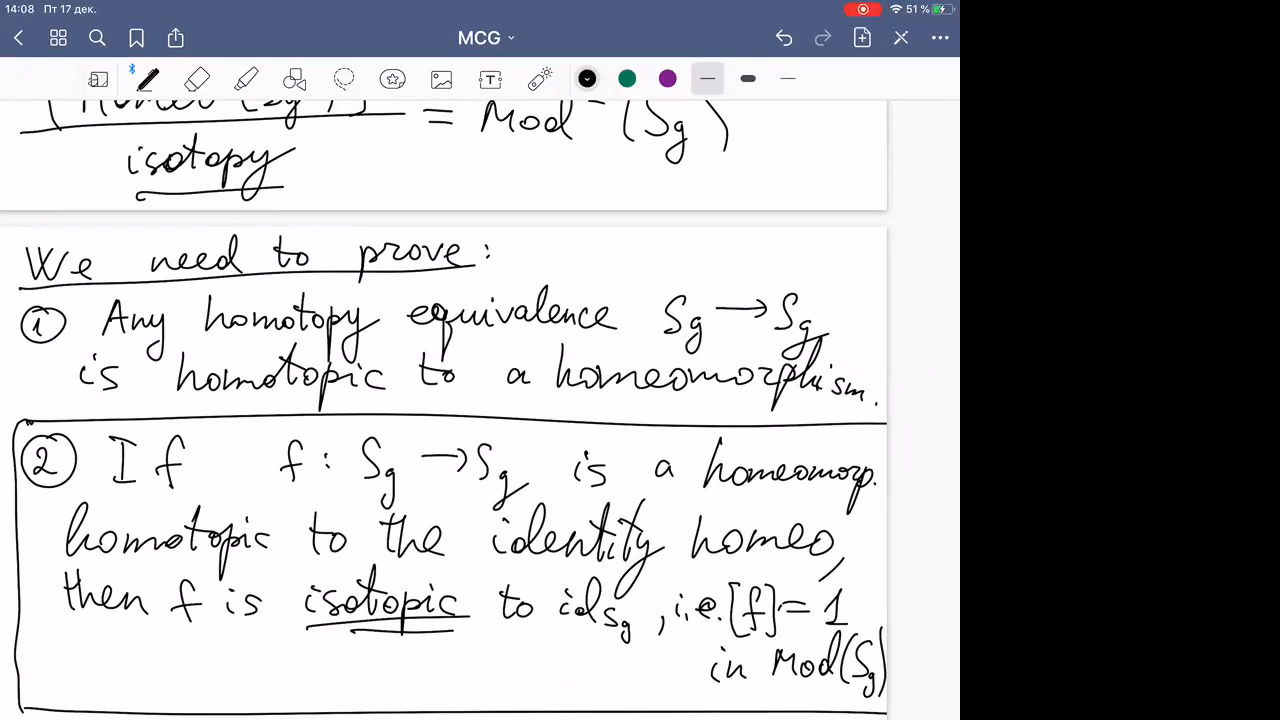 14:08 Пт 17 дек. 51 %
MCG
= Mod (Sg)
isotopy
We need to prove:
① Any homotopy equivalence Sg → Sg
is homotopic to a homeomorphism.
② If f : Sg → Sg is a homeomorp.
homotopic to the identity homeo,
then f is isotopic to id_Sg, i.e. [f] = 1
in Mod(Sg)